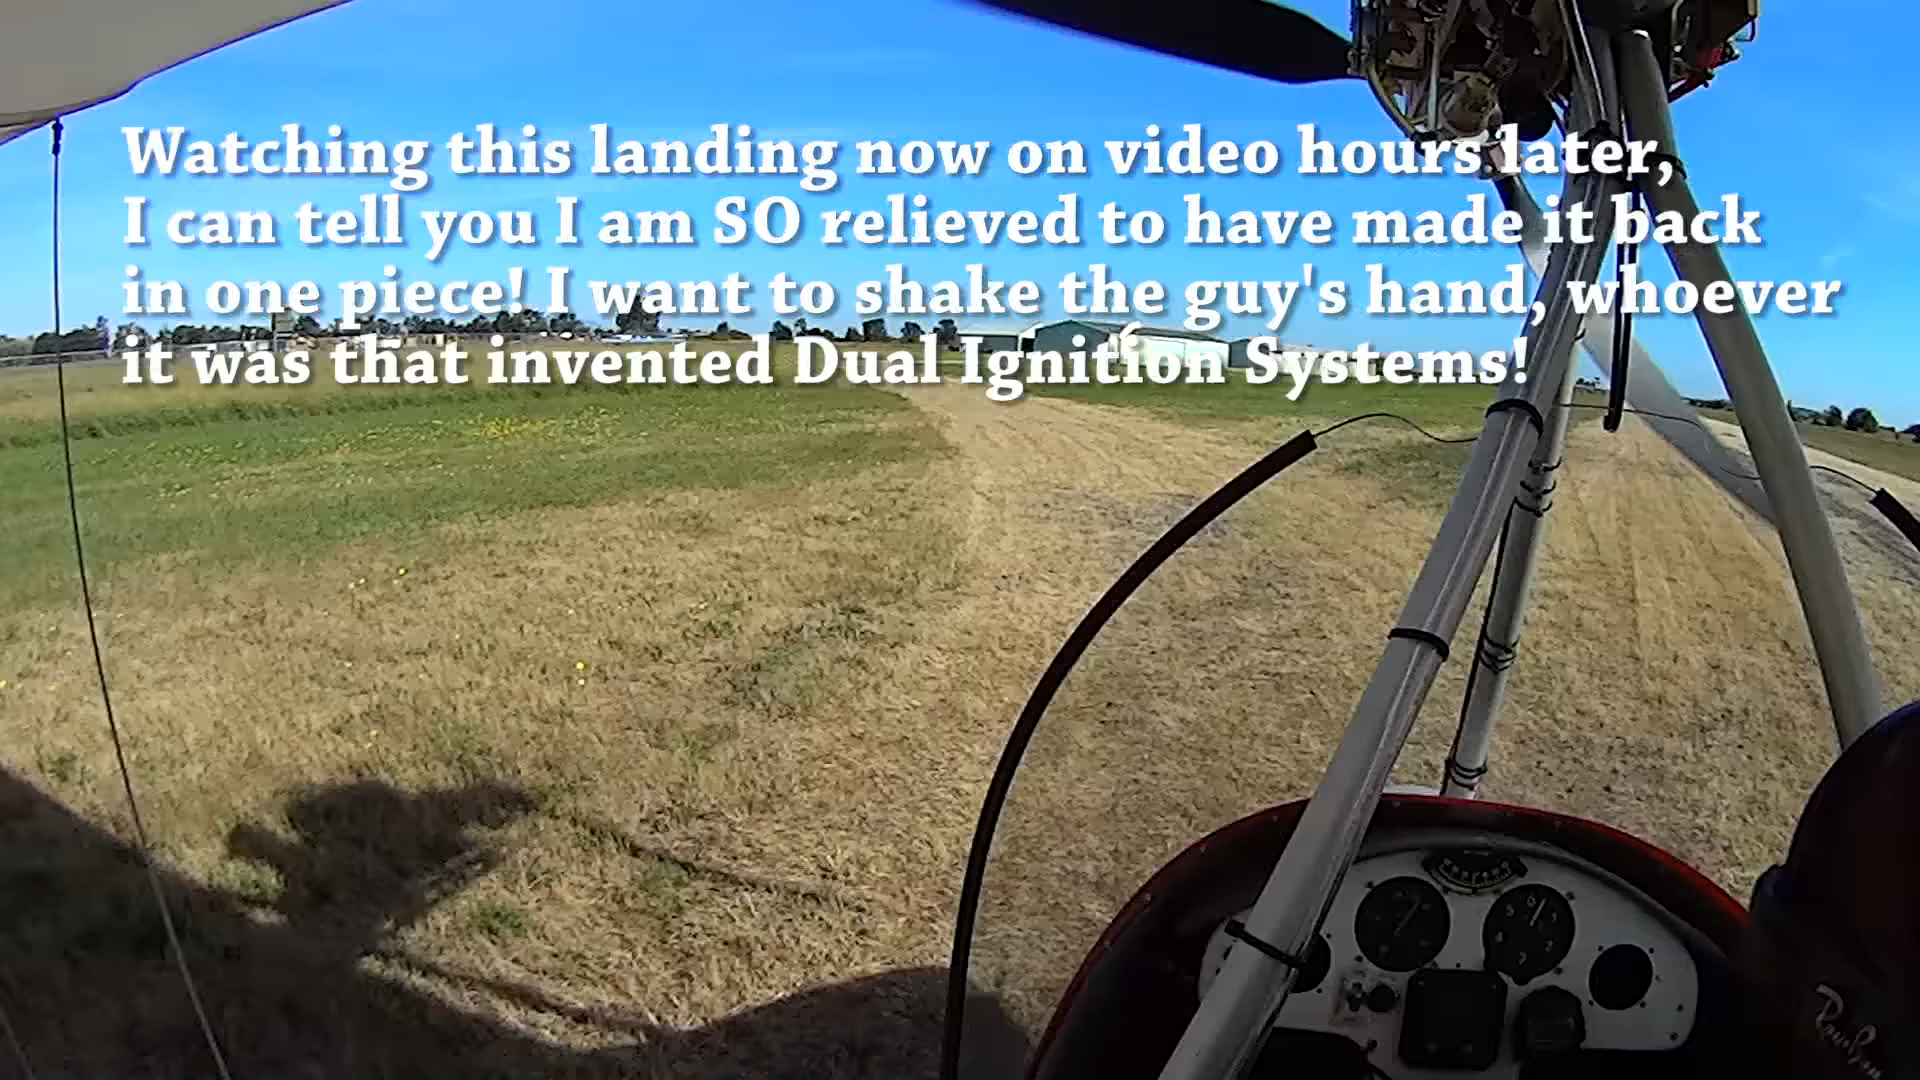 Watching this landing now on video hours later,
I can tell you I am SO relieved to have made it back
in one piece! I want to shake the guy's hand, whoever
it was that invented Dual Ignition Systems!